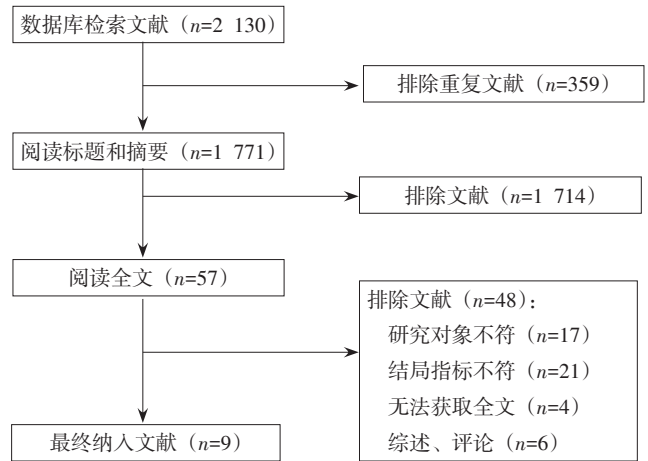 数据库检索文献（n=2 130）
排除重复文献（n=359）
阅读标题和摘要（n=1 771）
排除文献（n=1 714）
阅读全文（n=57）
排除文献（n=48）：
研究对象不符（n=17）
结局指标不符（n=21）
无法获取全文（n=4）
综述、评论（n=6）
最终纳入文献（n=9）